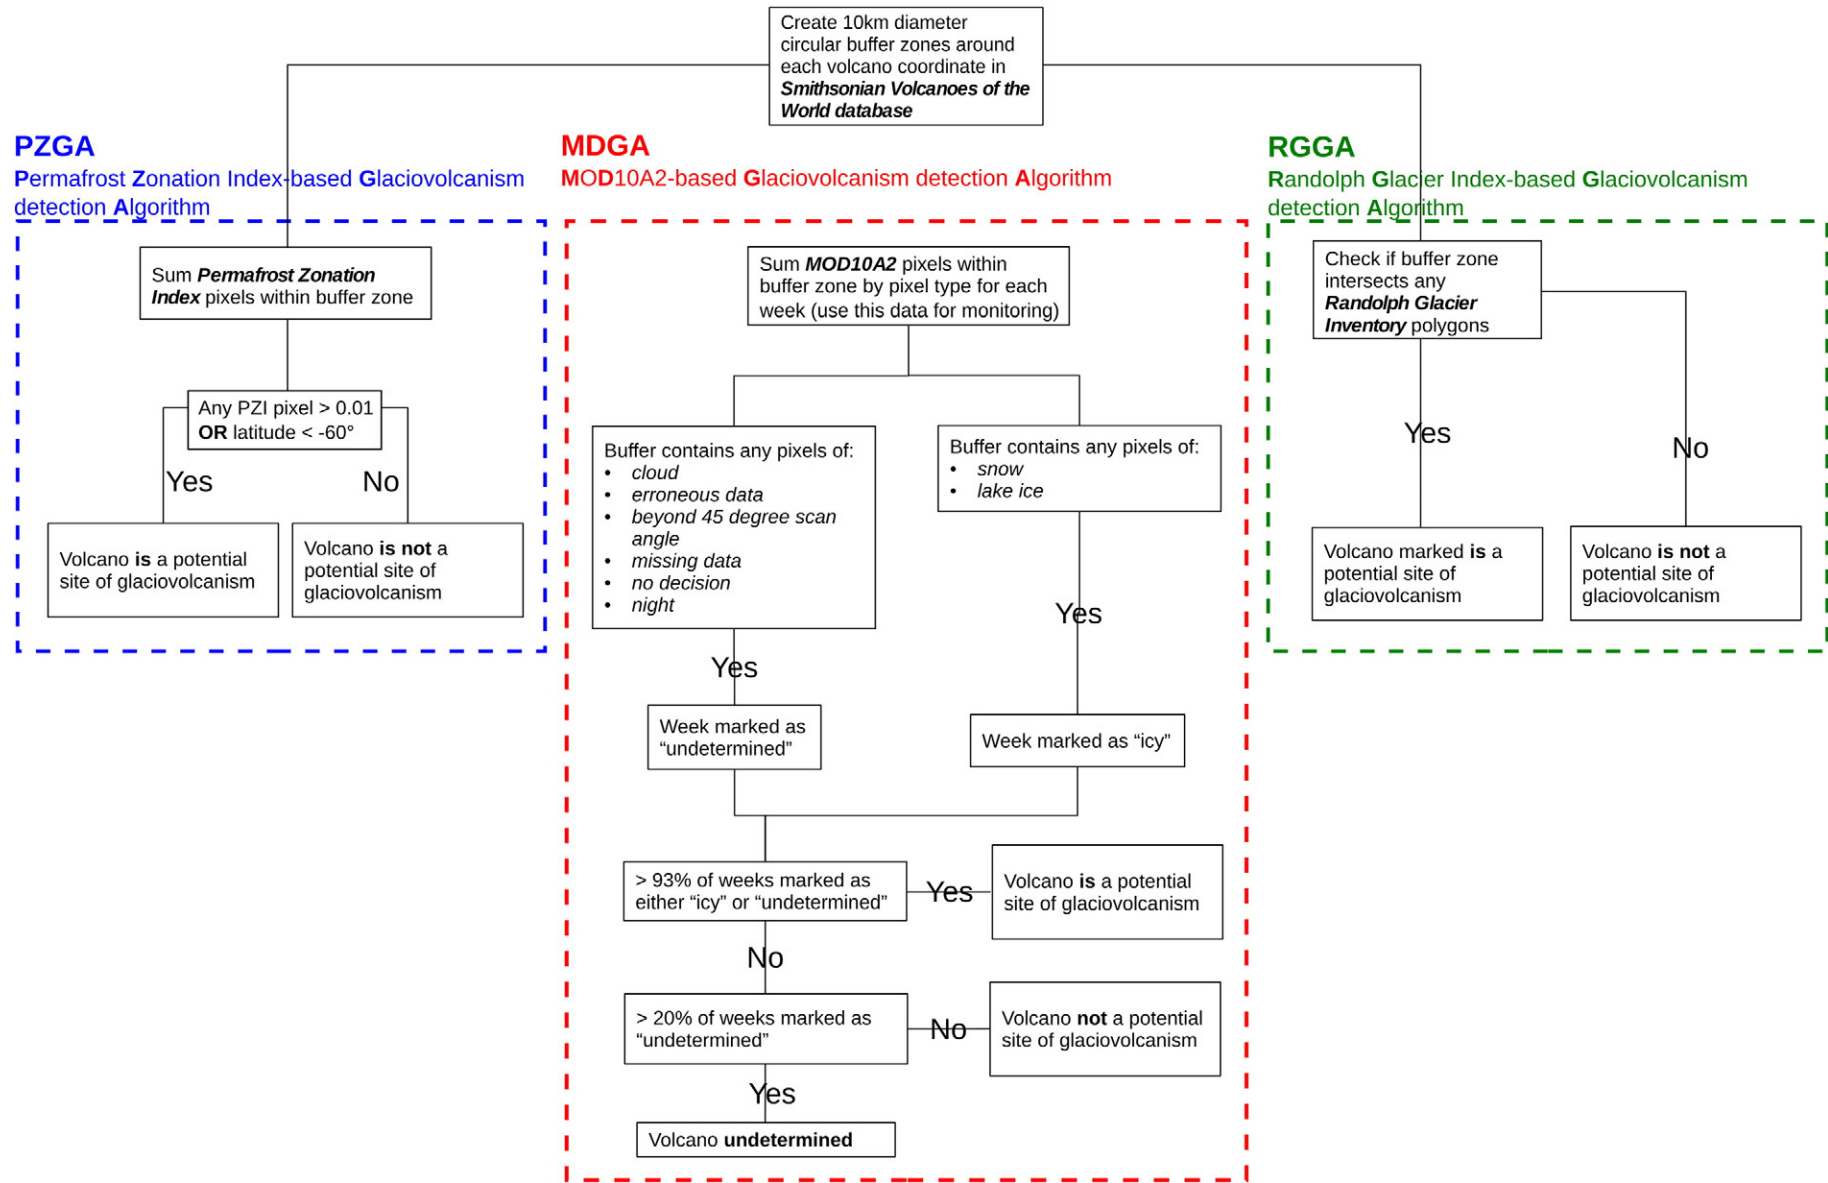 Create 10km diameter
circular buffer zones around
each volcano coordinate in
Smithsonian Volcanoes of the
World database
PZGA
Permafrost Zonation Index-based Glaciovolcanism
detection Algorithm
Sum Permafrost Zonation
Index pixels within buffer zone
Any PZI pixel > 0.01
OR latitude < -60°
Yes
No
Volcano is a potential
site of glaciovolcanism
Volcano is not a
potential site of
glaciovolcanism
MDGA
MOD10A2-based Glaciovolcanism detection Algorithm
Sum MOD10A2 pixels within
buffer zone by pixel type for each
week (use this data for monitoring)
Buffer contains any pixels of:
• cloud
• erroneous data
• beyond 45 degree scan
angle
• missing data
• no decision
• night
Yes
Week marked as
“undetermined”
Buffer contains any pixels of:
• snow
• lake ice
Yes
Week marked as “icy”
> 93% of weeks marked as
either “icy” or “undetermined”
Yes
Volcano is a potential
site of glaciovolcanism
No
> 20% of weeks marked as
“undetermined”
No
Volcano not a potential
site of glaciovolcanism
Yes
Volcano undetermined
RGGA
Randolph Glacier Index-based Glaciovolcanism
detection Algorithm
Check if buffer zone
intersects any
Randolph Glacier
Inventory polygons
Yes
No
Volcano marked is a
potential site of
glaciovolcanism
Volcano is not a
potential site of
glaciovolcanism